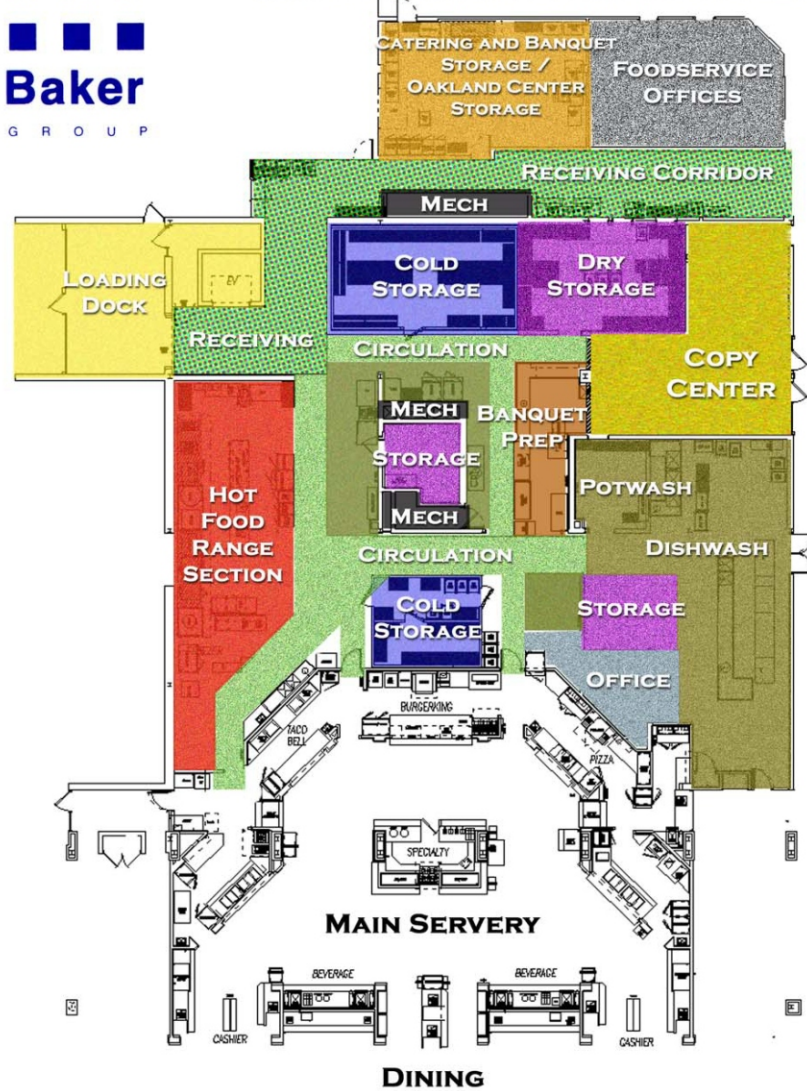 Baker
GROUP
CATERING AND BANQUET
STORAGE /
OAKLAND CENTER
STORAGE
FOODSERVICE
OFFICES
RECEIVING CORRIDOR
MECH
LOADING
DOCK
EV
COLD
STORAGE
DRY
STORAGE
RECEIVING
CIRCULATION
COPY
CENTER
MECH
BANQUET
PREP
STORAGE
HOT
FOOD
RANGE
SECTION
MECH
POTWASH
DISHWASH
CIRCULATION
COLD
STORAGE
STORAGE
OFFICE
BURGERKING
TACO
BELL
PIZZA
SPECIALTY
MAIN SERVERY
BEVERAGE
BEVERAGE
CASHIER
CASHIER
DINING